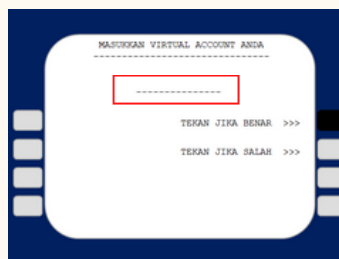 MASUKKAN VIRTUAL ACCOUNT ANDA
------------------------------
---------------
TEKAN JIKA BENAR >>>
TEKAN JIKA SALAH >>>